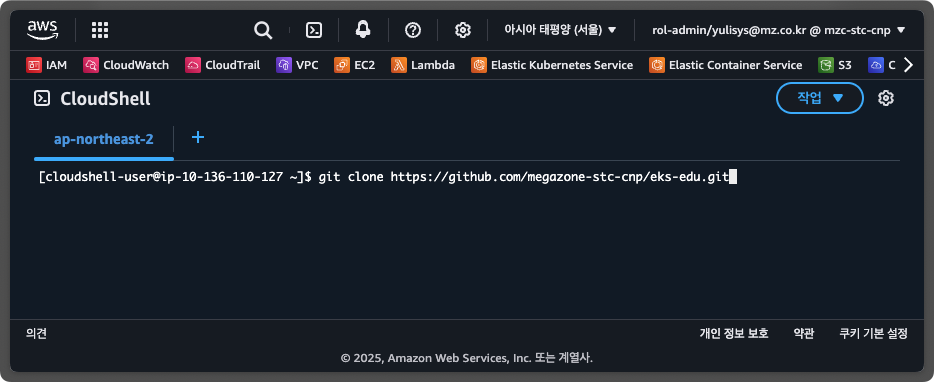 aws
아시아 태평양 (서울) ▼ rol-admin/yulisys@mz.co.kr @ mzc-stc-cnp ▼
IAM CloudWatch CloudTrail VPC EC2 Lambda Elastic Kubernetes Service Elastic Container Service S3 C
CloudShell 작업 ▼
ap-northeast-2 +
[cloudshell-user@ip-10-136-110-127 ~]$ git clone https://github.com/megazone-stc-cnp/eks-edu.git
의견 개인 정보 보호 약관 쿠키 기본 설정
© 2025, Amazon Web Services, Inc. 또는 계열사.